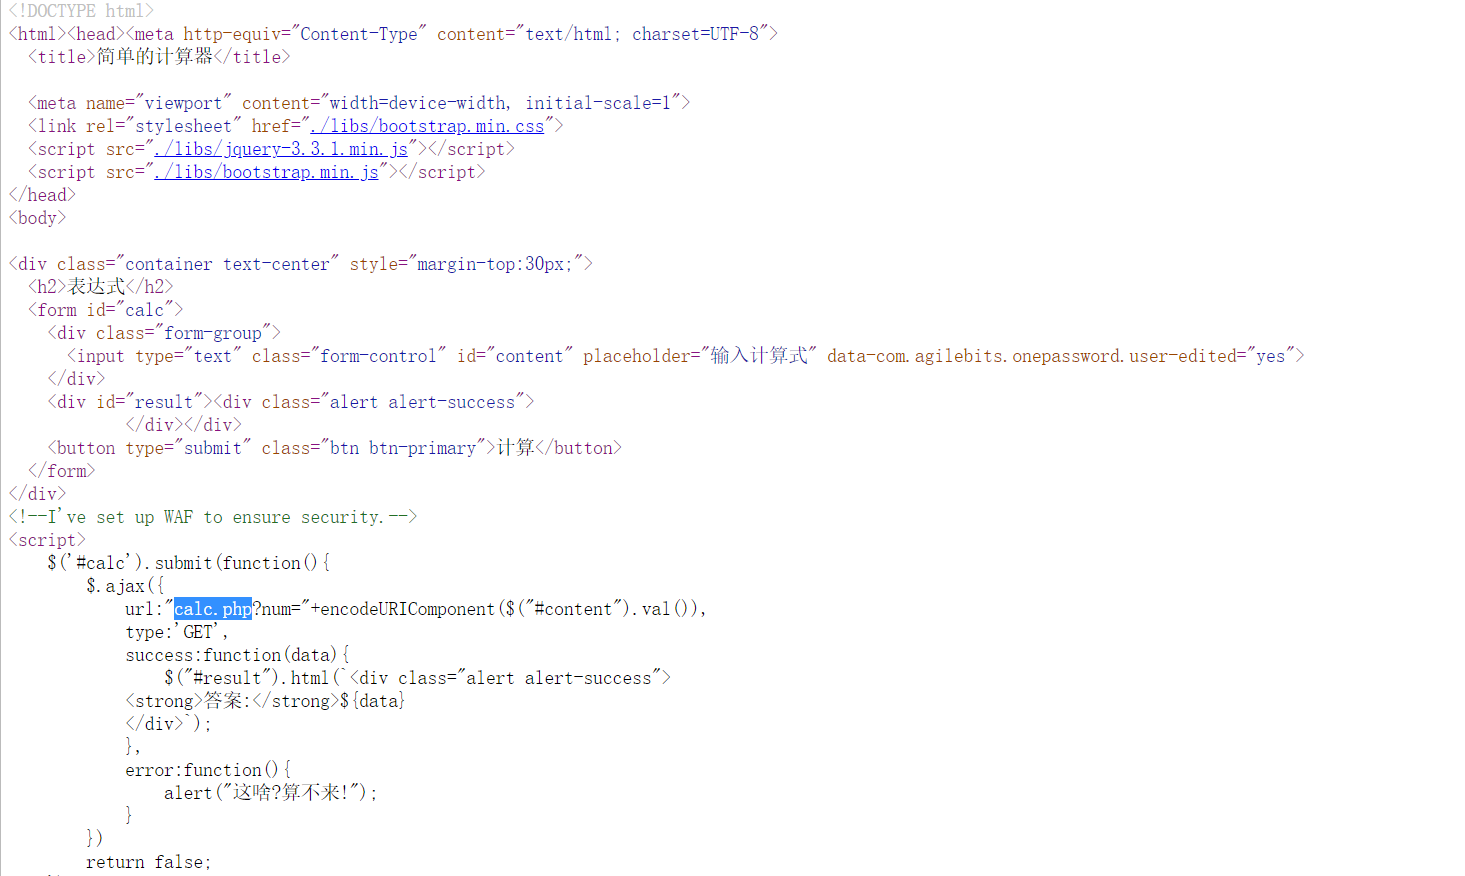 <!DOCTYPE html>
<html><head><meta http-equiv="Content-Type" content="text/html; charset=UTF-8">
  <title>简单的计算器</title>

  <meta name="viewport" content="width=device-width, initial-scale=1">
  <link rel="stylesheet" href="./libs/bootstrap.min.css">
  <script src="./libs/jquery-3.3.1.min.js"></script>
  <script src="./libs/bootstrap.min.js"></script>
</head>
<body>

<div class="container text-center" style="margin-top:30px;">
  <h2>表达式</h2>
  <form id="calc">
    <div class="form-group">
      <input type="text" class="form-control" id="content" placeholder="输入计算式" data-com.agilebits.onepassword.user-edited="yes">
    </div>
    <div id="result"><div class="alert alert-success">
            </div></div>
    <button type="submit" class="btn btn-primary">计算</button>
  </form>
</div>
<!--I've set up WAF to ensure security.-->
<script>
    $('#calc').submit(function(){
        $.ajax({
            url:"calc.php?num="+encodeURIComponent($("#content").val()),
            type:'GET',
            success:function(data){
                $("#result").html(`<div class="alert alert-success">
            <strong>答案:</strong>${data}
            </div>`);
            },
            error:function(){
                alert("这啥?算不来!");
            }
        })
        return false;